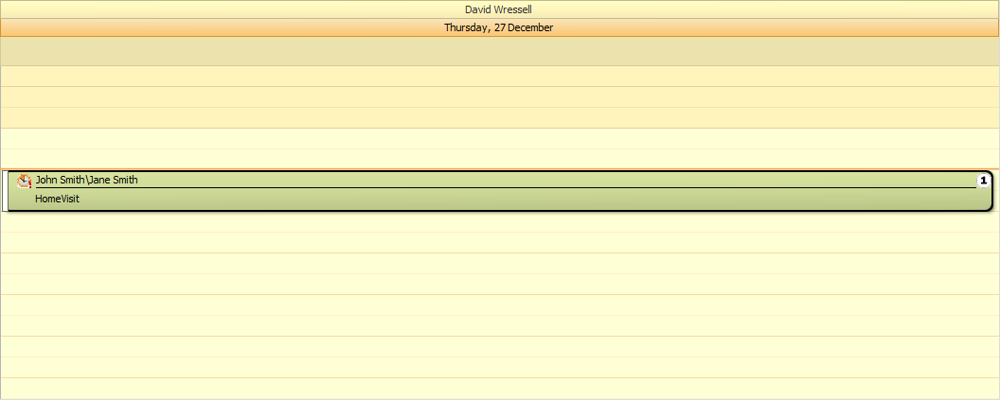 David Wressell
Thursday, 27 December
John Smith\Jane Smith
1
HomeVisit